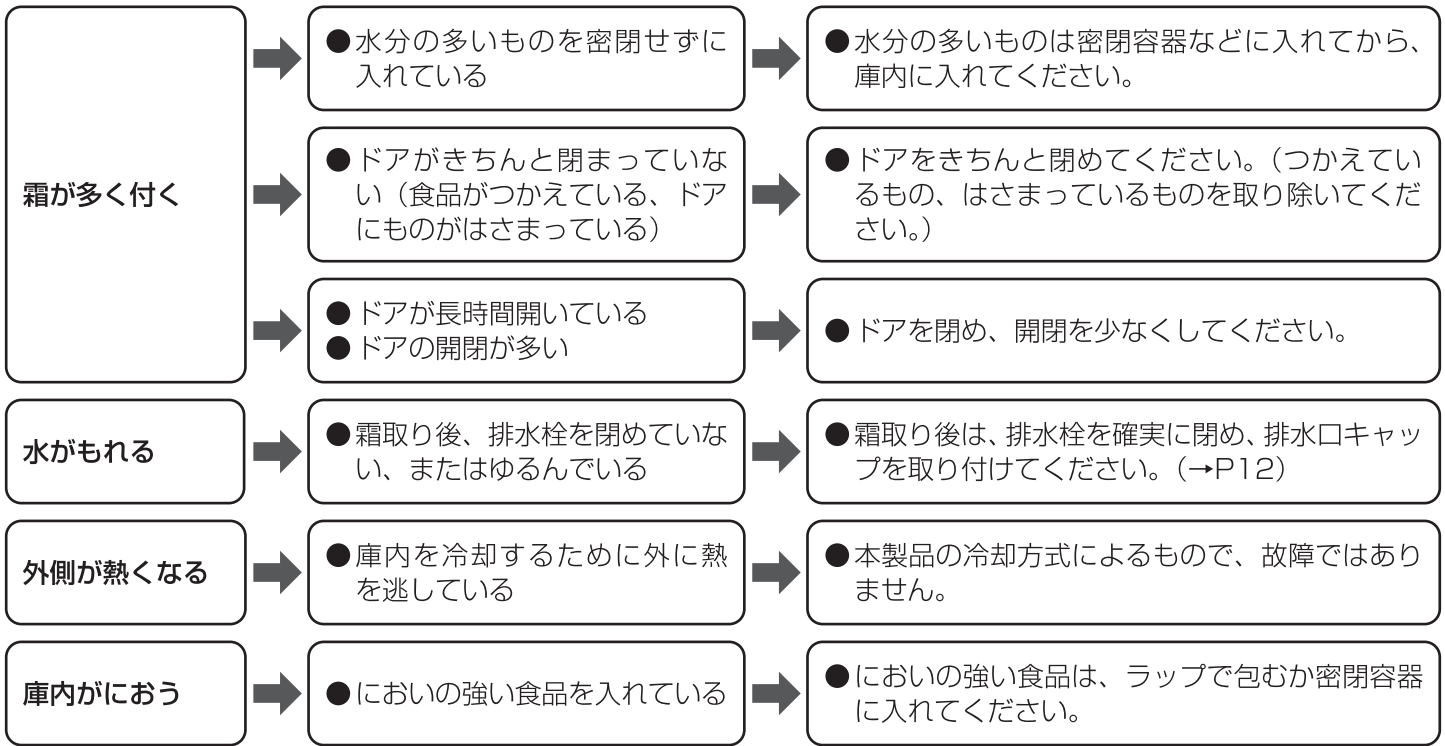 霜が多く付く
●水分の多いものを密閉せずに
入れている
●水分の多いものは密閉容器などに入れてから、
庫内に入れてください。
●ドアがきちんと閉まっていな
い（食品がつかえている、ドア
にものがはさまっている）
●ドアをきちんと閉めてください。（つかえてい
るもの、はさまっているものを取り除いてくだ
さい。）
●ドアが長時間開いている
●ドアの開閉が多い
●ドアを閉め、開閉を少なくしてください。
水がもれる
●霜取り後、排水栓を閉めていな
い、またはゆるんでいる
●霜取り後は、排水栓を確実に閉め、排水口キャッ
プを取り付けてください。（→P12）
外側が熱くなる
●庫内を冷却するために外に熱
を逃している
●本製品の冷却方式によるもので、故障ではあり
ません。
庫内がにおう
●においの強い食品を入れている
●においの強い食品は、ラップで包むか密閉容器
に入れてください。